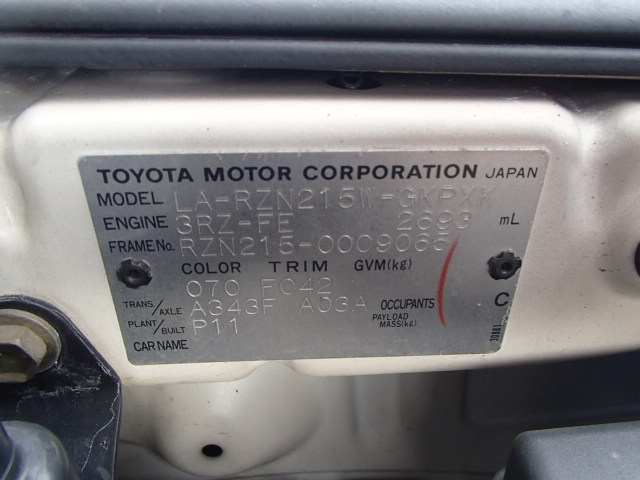 TOYOTA MOTOR CORPORATION JAPAN
MODEL LA-RZN215W-GKPXK
ENGINE 3RZ-FE 2693 mL
FRAME No. RZN215-0009065
COLOR TRIM GVM(kg)
070 FC42
TRANS/AXLE A343F A03A OCCUPANTS C
PLANT/BUILT P11 PAYLOAD MASS(kg)
CAR NAME